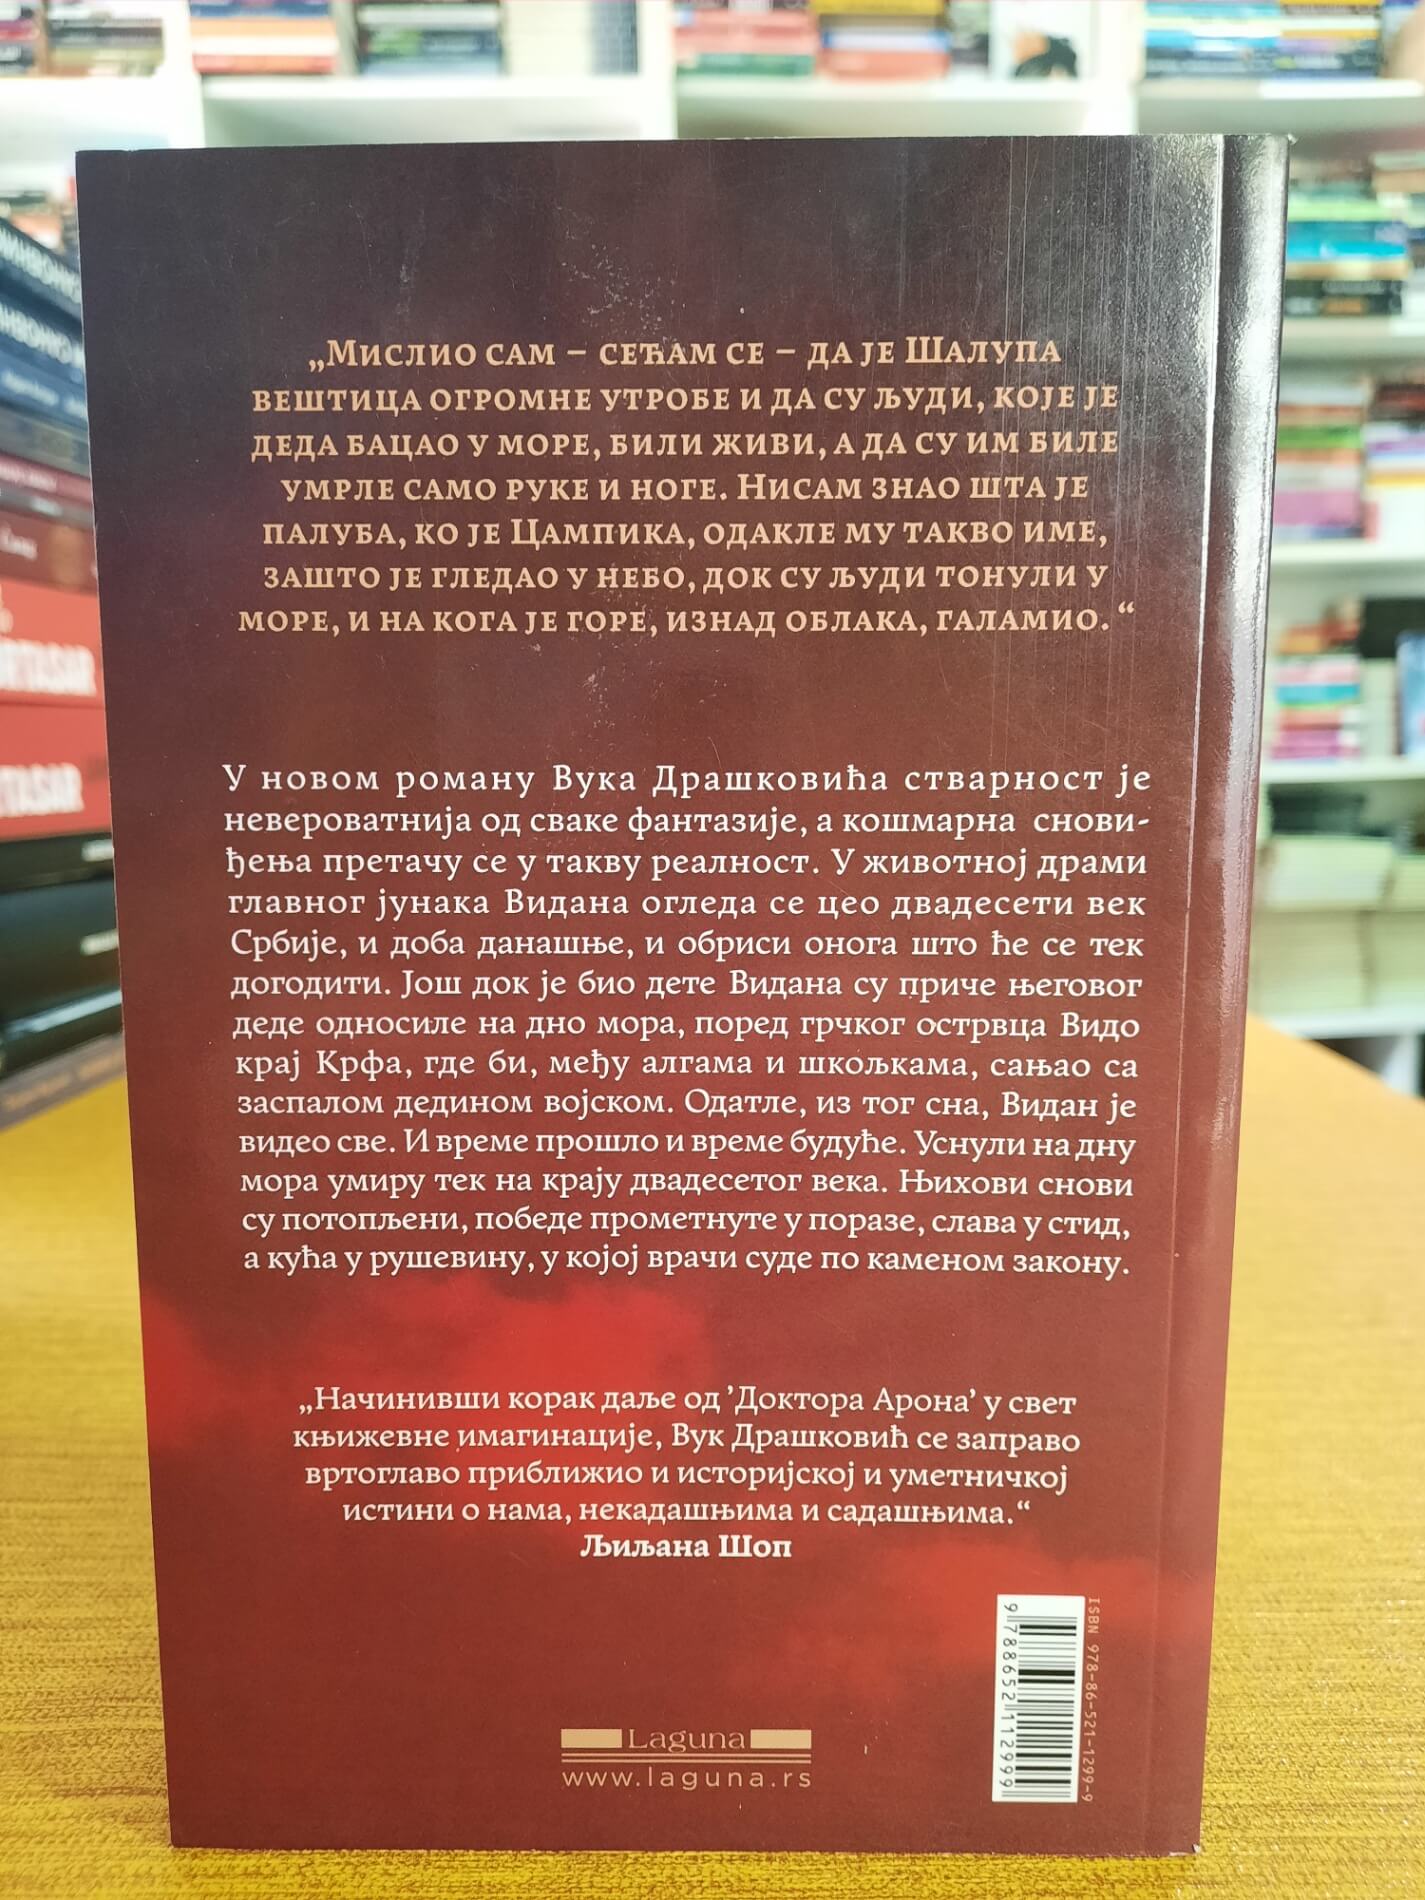 „Мислио сам – сећам се – да је Шалупа
вештица огромне утробе и да су људи, које је
деда бацао у море, били живи, а да су им биле
умрле само руке и ноге. Нисам знао шта је
палуба, ко је Цампика, одакле му такво име,
зашто је гледао у небо, док су људи тонули у
море, и на кога је горе, изнад облака, галамио.“
У новом роману Вука Драшковића стварност је
невероватнија од сваке фантазије, а кошмарна снови-
ђења претачу се у такву реалност. У животној драми
главног јунака Видана огледа се цео двадесети век
Србије, и доба данашње, и обриси онога што ће се тек
догодити. Још док је био дете Видана су приче његовог
деде односиле на дно мора, поред грчког острвца Видо
крај Крфа, где би, међу алгама и шкољкама, сањао са
заспалом дедином војском. Одатле, из тог сна, Видан је
видео све. И време прошло и време будуће. Уснули на дну
мора умиру тек на крају двадесетог века. Њихови снови
су потопљени, победе прометнуте у поразе, слава у стид,
а кућа у рушевину, у којој врачи суде по каменом закону.
„Начинивши корак даље од ’Доктора Арона’ у свет
књижевне имагинације, Вук Драшковић се заправо
вртоглаво приближио и историјској и уметничкој
истини о нама, некадашњима и садашњима.“
Љиљана Шоп
ISBN 978-86-521-1299-9
9 788652 112999
Laguna
www.laguna.rs
RTASAR
TASAR